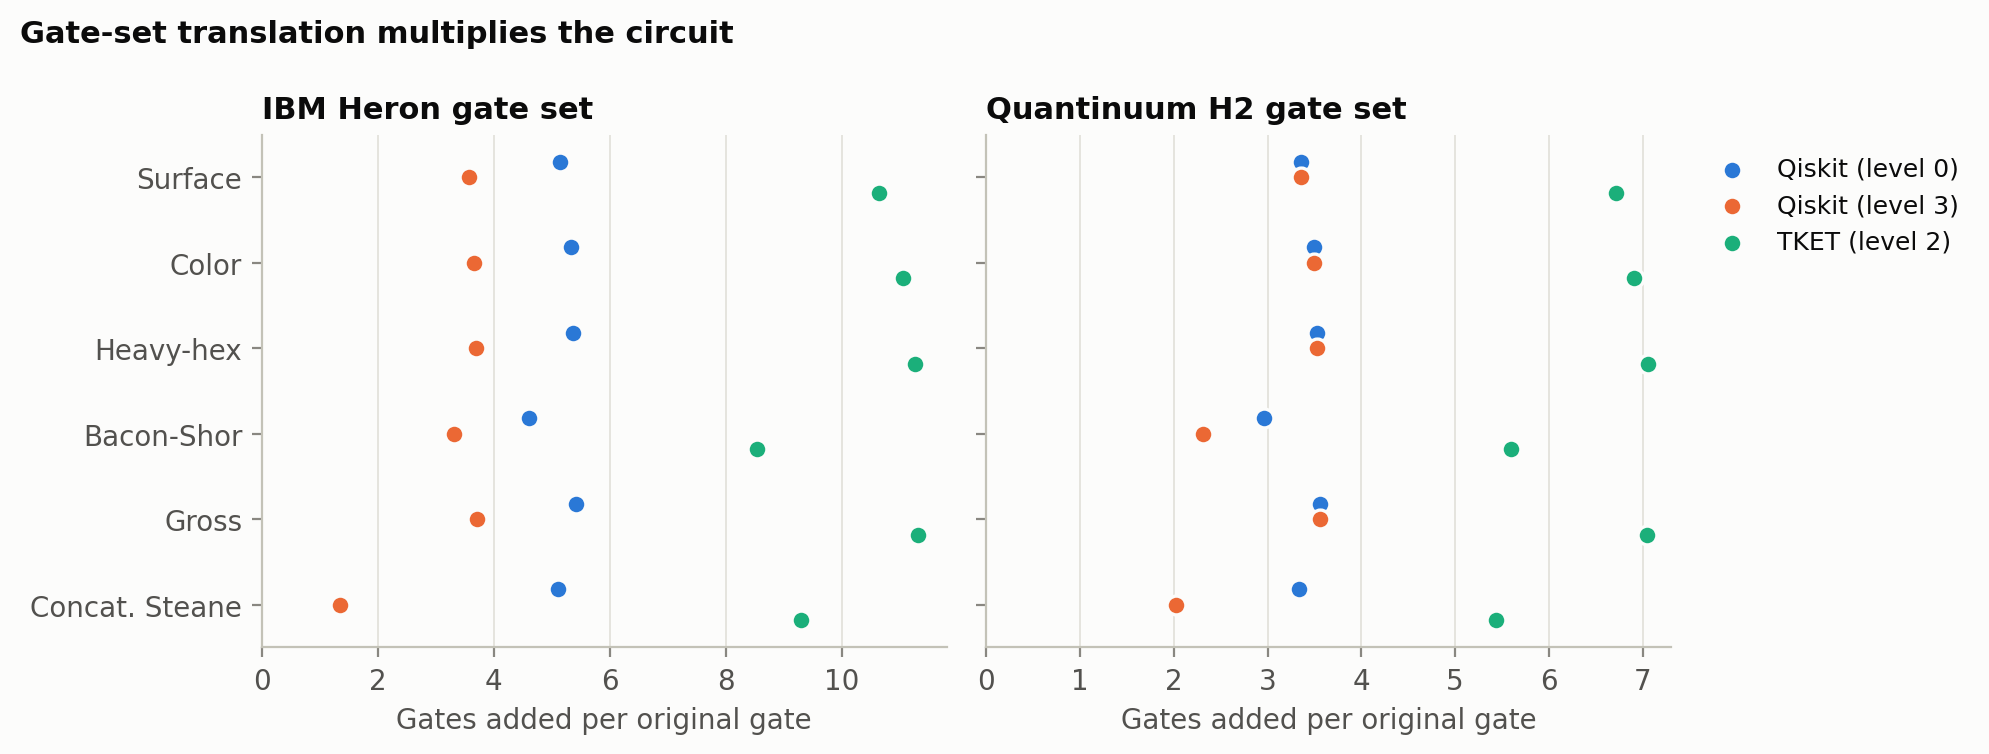 Gate-set translation multiplies the circuit
IBM Heron gate set
Quantinuum H2 gate set
Surface
Color
Heavy-hex
Bacon-Shor
Gross
Concat. Steane
0 2 4 6 8 10
Gates added per original gate
0 1 2 3 4 5 6 7
Gates added per original gate
Qiskit (level 0)
Qiskit (level 3)
TKET (level 2)